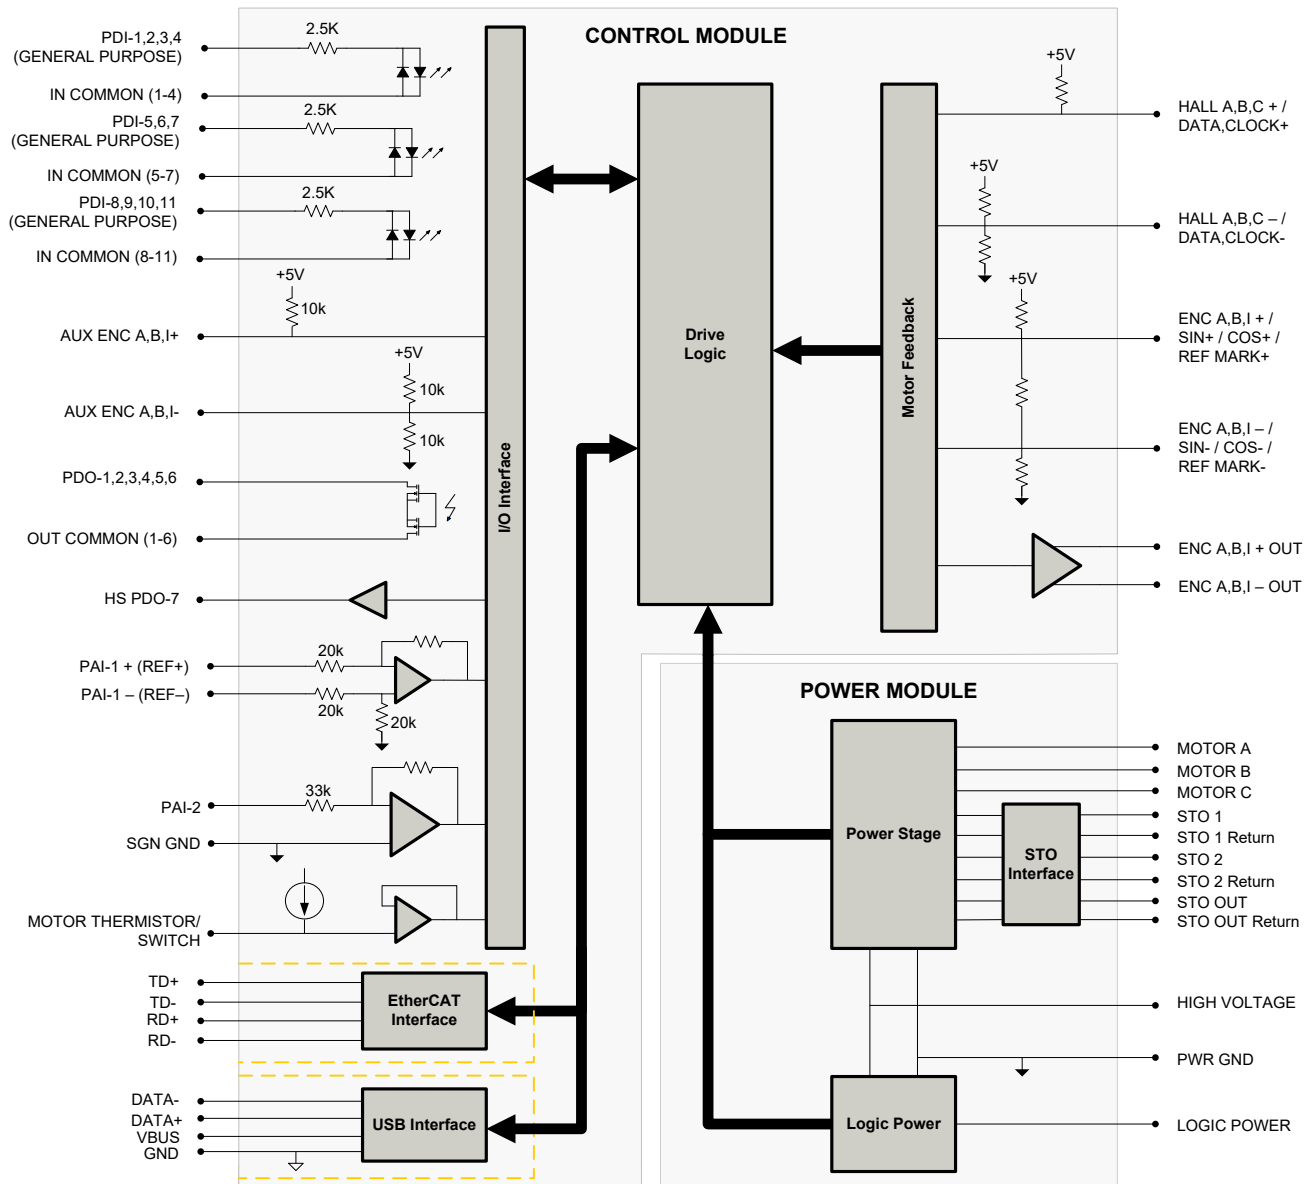 CONTROL MODULE
PDI-1,2,3,4
(GENERAL PURPOSE)
2.5K
IN COMMON (1-4)
PDI-5,6,7
(GENERAL PURPOSE)
2.5K
IN COMMON (5-7)
PDI-8,9,10,11
(GENERAL PURPOSE)
2.5K
IN COMMON (8-11)
+5V
10k
AUX ENC A,B,I+
+5V
10k
AUX ENC A,B,I-
10k
PDO-1,2,3,4,5,6
OUT COMMON (1-6)
HS PDO-7
PAI-1 + (REF+)
20k
PAI-1 – (REF–)
20k
20k
PAI-2
33k
SGN GND
MOTOR THERMISTOR/
SWITCH
I/O Interface
TD+
TD-
RD+
RD-
EtherCAT
Interface
DATA-
DATA+
VBUS
GND
USB Interface
Drive
Logic
Motor Feedback
+5V
HALL A,B,C + /
DATA,CLOCK+
+5V
HALL A,B,C – /
DATA,CLOCK-
+5V
ENC A,B,I + /
SIN+ / COS+ /
REF MARK+
ENC A,B,I – /
SIN- / COS- /
REF MARK-
ENC A,B,I + OUT
ENC A,B,I – OUT
POWER MODULE
Power Stage
MOTOR A
MOTOR B
MOTOR C
STO
Interface
STO 1
STO 1 Return
STO 2
STO 2 Return
STO OUT
STO OUT Return
HIGH VOLTAGE
PWR GND
Logic Power
LOGIC POWER